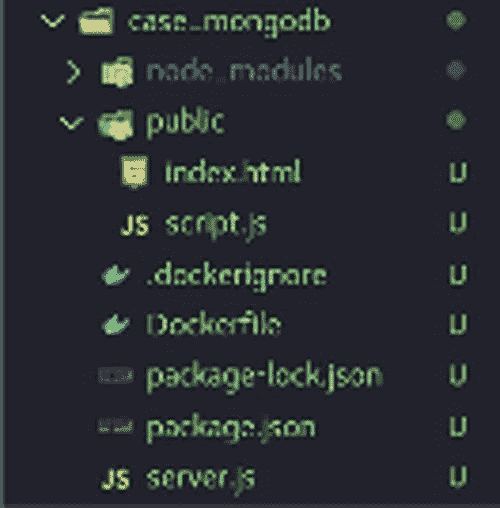 case_mongodb
node_modules
public
index.html U
JS script.js U
.dockerignore U
Dockerfile U
package-lock.json U
package.json U
JS server.js U